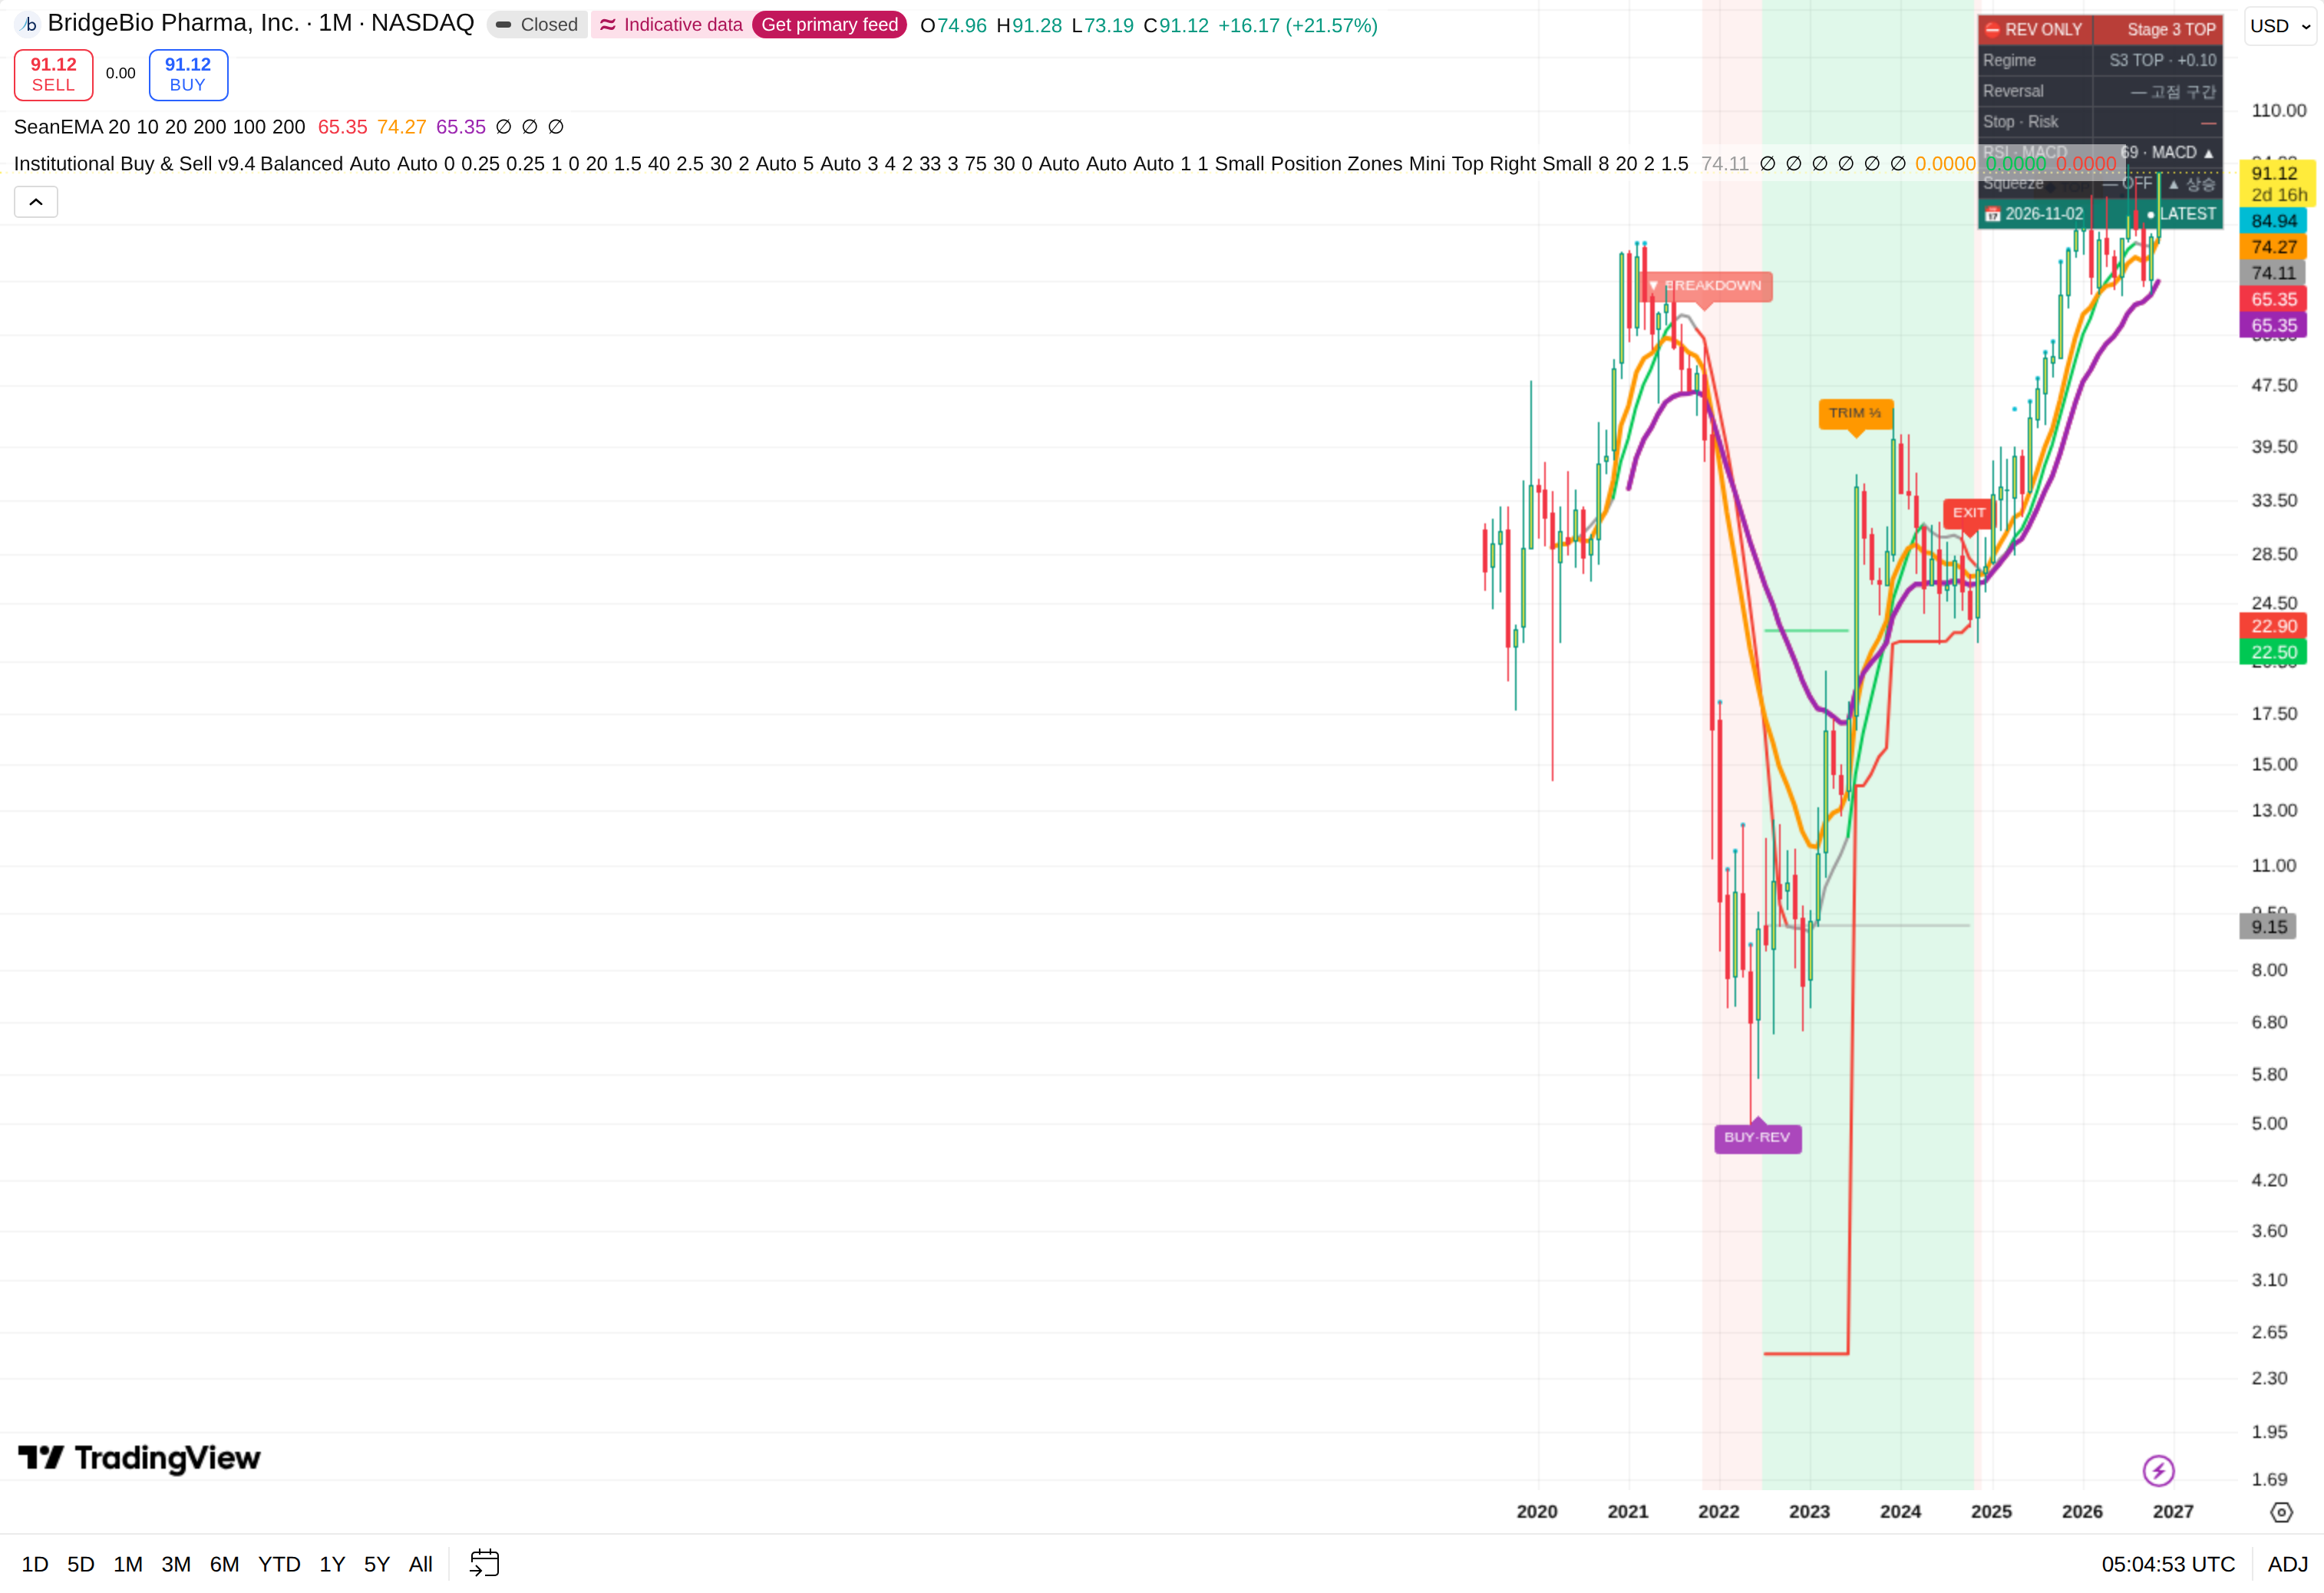 BridgeBio Pharma, Inc. · 1M · NASDAQ Closed Indicative data Get primary feed O74.96 H91.28 L73.19 C91.12 +16.17 (+21.57%)
91.12 SELL 0.00 91.12 BUY
SeanEMA 20 10 20 200 100 200 65.35 74.27 65.35 ∅ ∅ ∅
Institutional Buy & Sell v9.4 Balanced Auto Auto 0 0.25 0.25 1 0 20 1.5 40 2.5 30 2 Auto 5 Auto 3 4 2 33 3 75 30 0 Auto Auto Auto 1 1 Small Position Zones Mini Top Right Small 8 20 2 1.5 74.11 ∅ ∅ ∅ ∅ ∅ ∅ 0.0000 0.0000 0.0000
REV ONLY Stage 3 TOP
Regime S3 TOP · +0.10
Reversal — 고점 구간
Stop · Risk —
RSI · MACD 69 · MACD ▲
Squeeze — OFF ▲ 상승
2026-11-02 ● LATEST
USD
110.00
91.12
2d 16h
84.94
74.27
74.11
65.35
65.35
47.50
39.50
33.50
28.50
24.50
22.90
22.50
17.50
15.00
13.00
11.00
9.15
8.00
6.80
5.80
5.00
4.20
3.60
3.10
2.65
2.30
1.95
1.69
▼ BREAKDOWN
TRIM ⅓
EXIT
BUY·REV
TradingView
2020 2021 2022 2023 2024 2025 2026 2027
1D 5D 1M 3M 6M YTD 1Y 5Y All 05:04:53 UTC ADJ